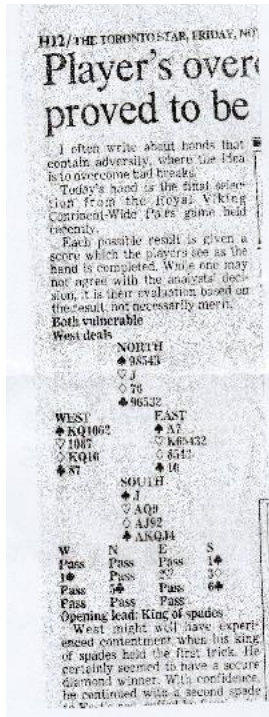 H12/THE TORONTO STAR, FRIDAY, NO
Player's over
proved to be
I often write about hands that
contain adversity, where the idea
is to overcome bad breaks.
Today's hand is the final selec-
tion from the Royal Viking
Continent-Wide Pairs game held
recently.
Each possible result is given a
score which the players see as the
hand is completed. While one may
not agree with the analysts' deci-
sion, it is their evaluation based on
the result, not necessarily merit.
Both vulnerable
West deals
NORTH
♠ 98543
♡ J
♢ 76
♣ 96532
WEST EAST
♠ KQ1062 ♠ A7
♡ 1087 ♡ K65432
♢ KQ10 ♢ 8543
♣ 87 ♣ 10
SOUTH
♠ J
♡ AQ9
♢ AJ92
♣ AKQJ4
W N E S
Pass Pass Pass 1♣
1♠ Pass 2♡ 3♢
Pass 5♣ Pass 6♣
Pass Pass Pass
Opening lead: King of spades
West might well have experi-
enced contentment when his king
of spades held the first trick. He
certainly seemed to have a secure
diamond winner. With confidence,
he continued with a second spade